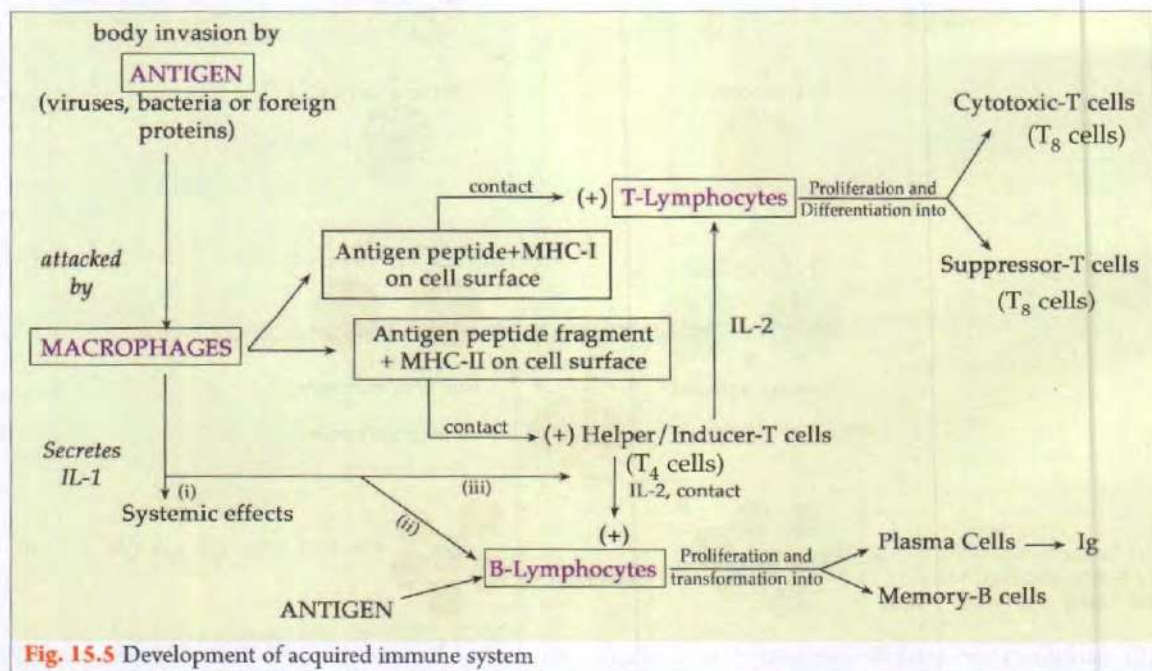 body invasion by
ANTIGEN
(viruses, bacteria or foreign
proteins)
attacked
by
MACROPHAGES
Secretes
IL-1
(i)
Systemic effects
contact
Antigen peptide+MHC-I
on cell surface
Antigen peptide fragment
+ MHC-II on cell surface
contact
(+) T-Lymphocytes
Proliferation and
Differentiation into
Cytotoxic-T cells
(T₈ cells)
Suppressor-T cells
(T₈ cells)
IL-2
(+) Helper/Inducer-T cells
(T₄ cells)
IL-2, contact
(iii)
(ii)
(+)
B-Lymphocytes
ANTIGEN
Proliferation and
transformation into
Plasma Cells → Ig
Memory-B cells
Fig. 15.5 Development of acquired immune system